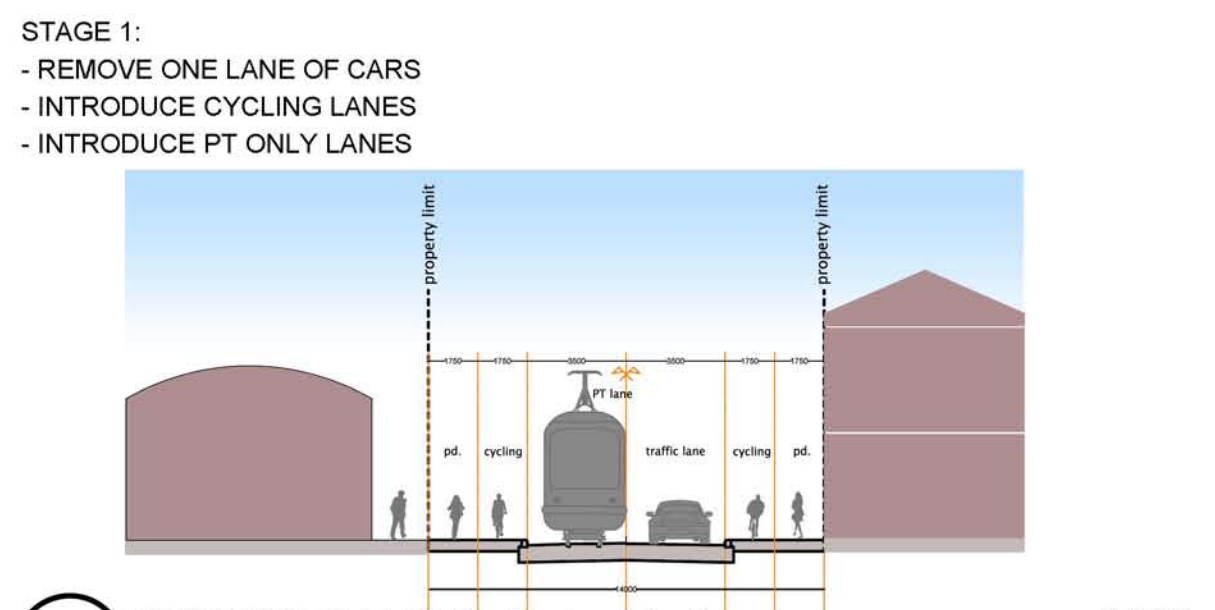 STAGE 1:
- REMOVE ONE LANE OF CARS
- INTRODUCE CYCLING LANES
- INTRODUCE PT ONLY LANES
property limit
property limit
1750 1750 3500 3500 1750 1750
PT lane
pd. cycling traffic lane cycling pd.
14000